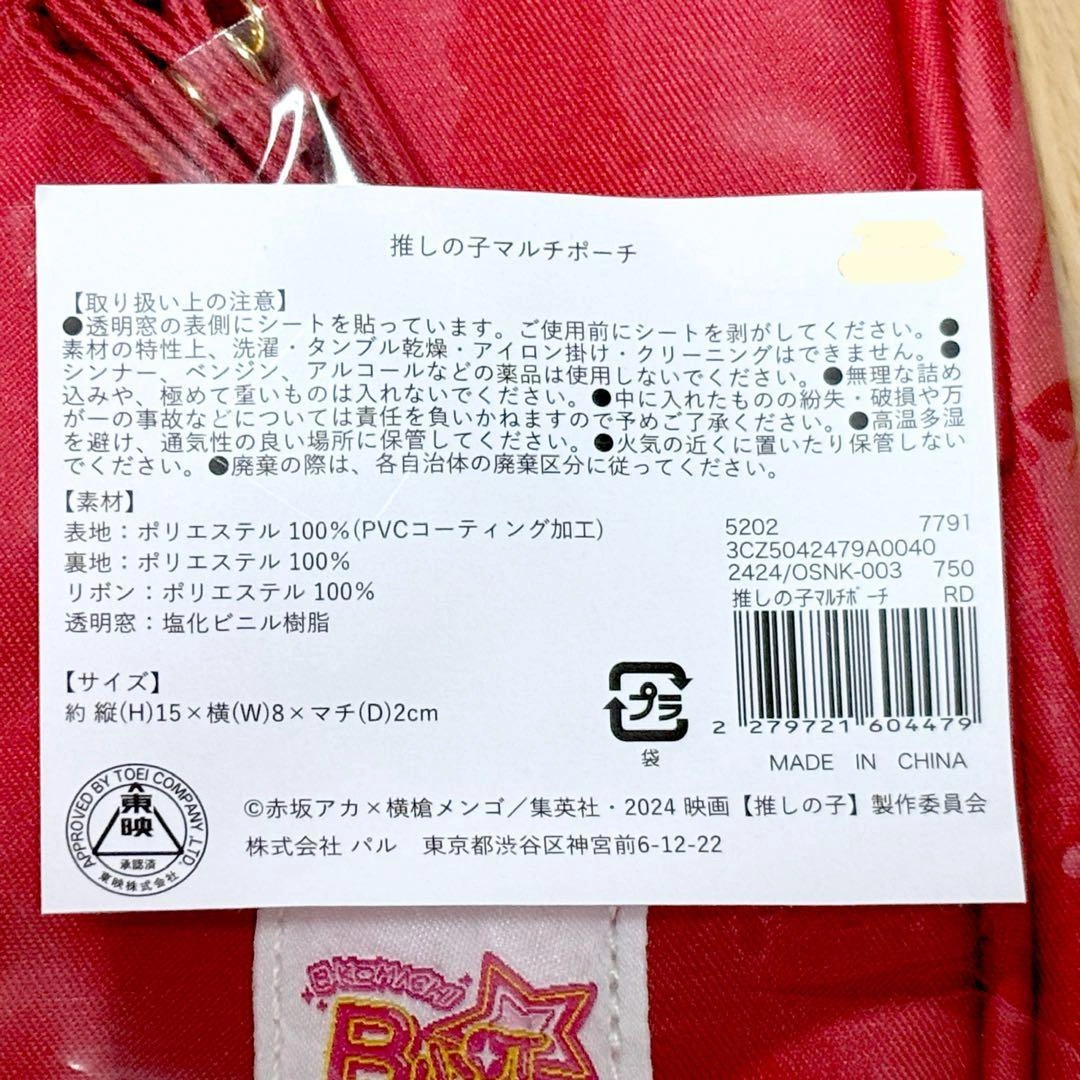 推しの子マルチポーチ
【取り扱い上の注意】
●透明窓の表側にシートを貼っています。ご使用前にシートを剥がしてください。●
素材の特性上、洗濯・タンブル乾燥・アイロン掛け・クリーニングはできません。●
シンナー、ベンジン、アルコールなどの薬品は使用しないでください。●無理な詰め
込みや、極めて重いものは入れないでください。●中に入れたものの紛失・破損や万
が一の事故などについては責任を負いかねますので予めご了承ください。●高温多湿
を避け、通気性の良い場所に保管してください。●火気の近くに置いたり保管しない
でください。●廃棄の際は、各自治体の廃棄区分に従ってください。
【素材】
表地：ポリエステル 100%(PVCコーティング加工)
裏地：ポリエステル 100%
リボン：ポリエステル 100%
透明窓：塩化ビニル樹脂
5202 7791
3CZ5042479A0040
2424/OSNK-003 750
推しの子ﾏﾙﾁﾎﾟｰﾁ RD
2 279721 604479
【サイズ】
約 縦(H)15×横(W)8×マチ(D)2cm
プラ
袋
MADE IN CHINA
APPROVED BY TOEI COMPANY, LTD.
東映
承認済
東映株式会社
©赤坂アカ×横槍メンゴ／集英社・2024 映画【推しの子】製作委員会
株式会社 パル 東京都渋谷区神宮前6-12-22
B KOMACHI